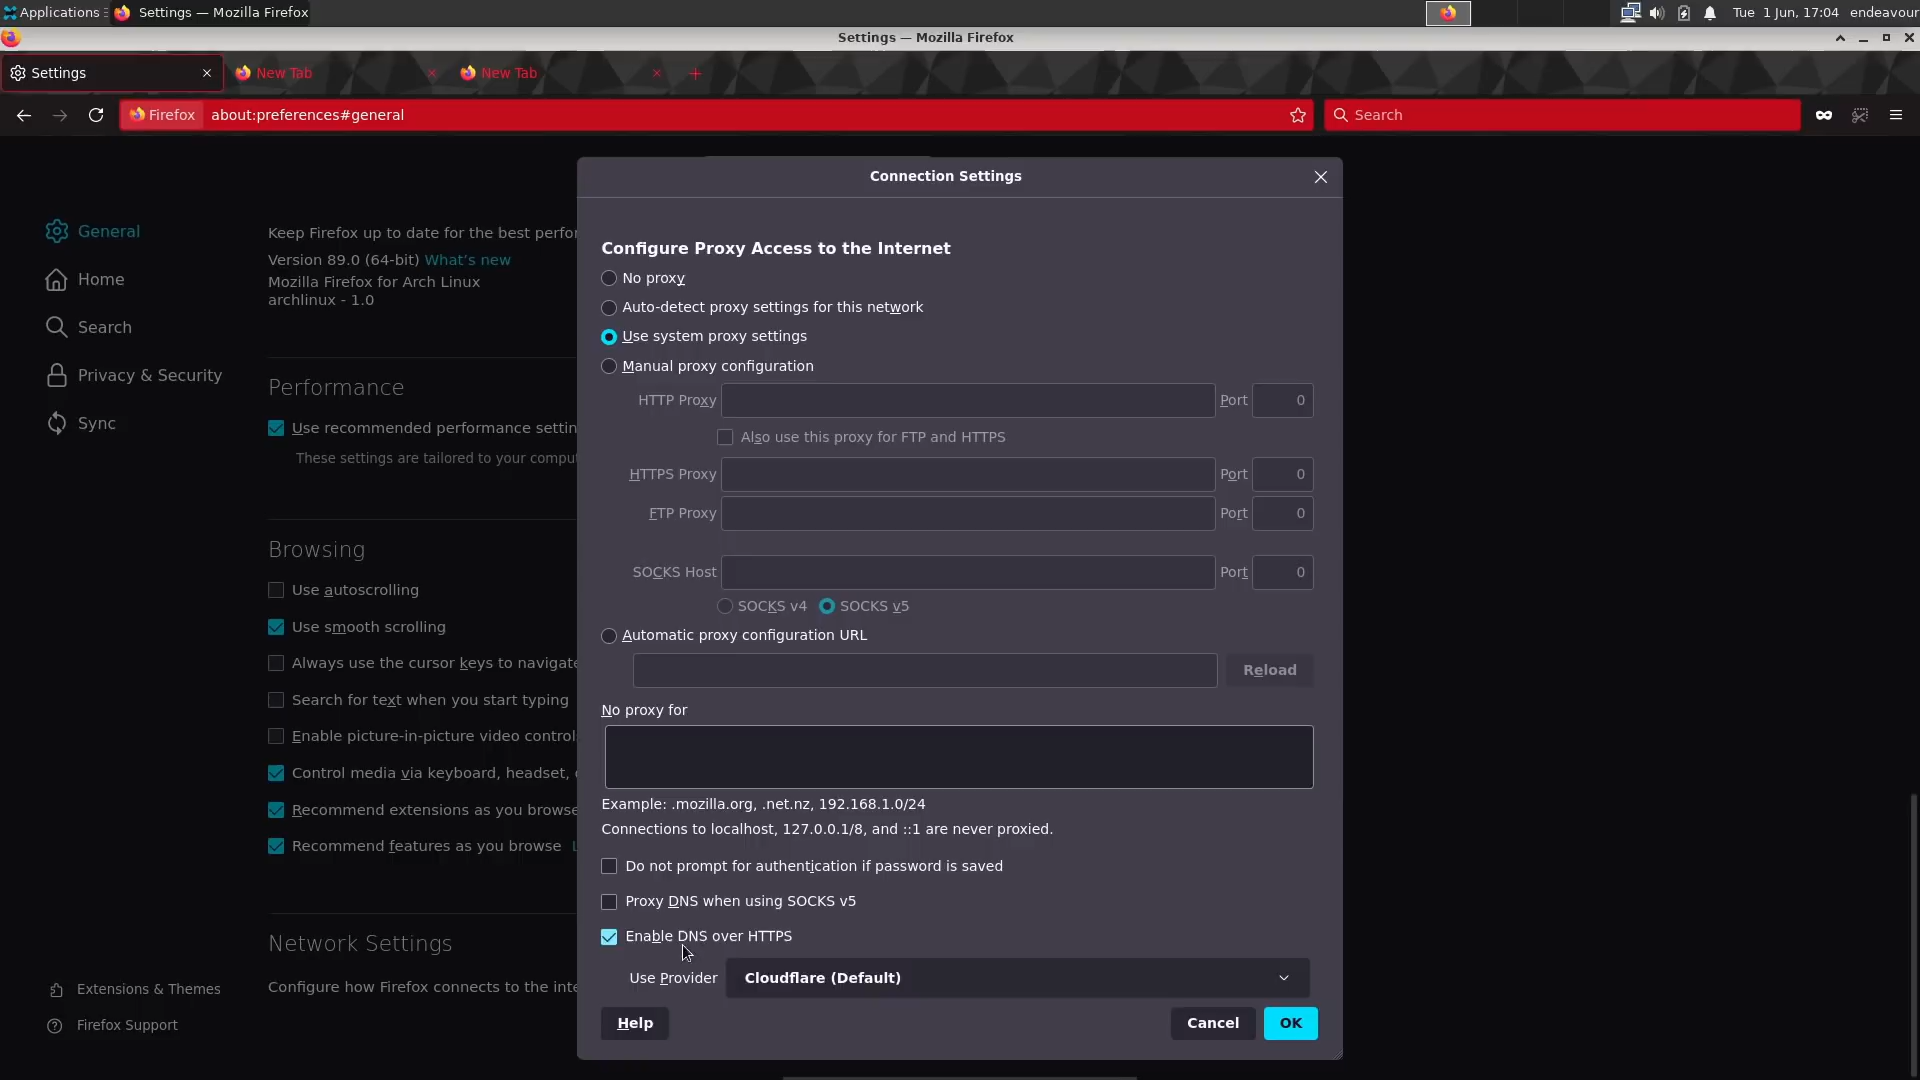 Applications
Settings — Mozilla Firefox
Tue 1 Jun, 17:04
endeavour
Settings — Mozilla Firefox
Settings
New Tab
New Tab
Firefox
about:preferences#general
Search
Connection Settings
General
Home
Search
Privacy & Security
Sync
Extensions & Themes
Firefox Support
Keep Firefox up to date for the best perfor
Version 89.0 (64-bit) What's new
Mozilla Firefox for Arch Linux
archlinux - 1.0
Performance
Use recommended performance settin
These settings are tailored to your compu
Browsing
Use autoscrolling
Use smooth scrolling
Always use the cursor keys to navigate
Search for text when you start typing
Enable picture-in-picture video control
Control media via keyboard, headset,
Recommend extensions as you browse
Recommend features as you browse L
Network Settings
Configure how Firefox connects to the inte
Configure Proxy Access to the Internet
No proxy
Auto-detect proxy settings for this network
Use system proxy settings
Manual proxy configuration
HTTP Proxy Port 0
Also use this proxy for FTP and HTTPS
HTTPS Proxy Port 0
FTP Proxy Port 0
SOCKS Host Port 0
SOCKS v4 SOCKS v5
Automatic proxy configuration URL
Reload
No proxy for
Example: .mozilla.org, .net.nz, 192.168.1.0/24
Connections to localhost, 127.0.0.1/8, and ::1 are never proxied.
Do not prompt for authentication if password is saved
Proxy DNS when using SOCKS v5
Enable DNS over HTTPS
Use Provider Cloudflare (Default)
Help
Cancel
OK